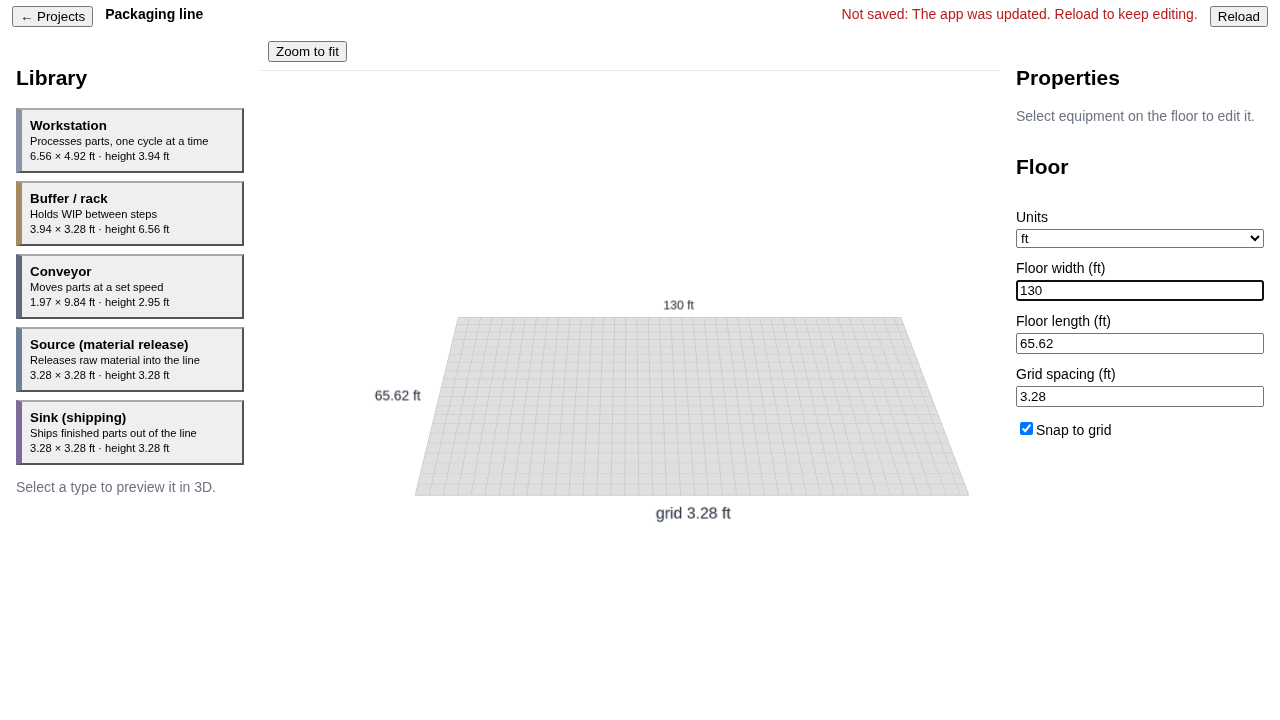 ← Projects
Packaging line
Not saved: The app was updated. Reload to keep editing.
Reload
Zoom to fit
Library
Workstation
Processes parts, one cycle at a time
6.56 × 4.92 ft · height 3.94 ft
Buffer / rack
Holds WIP between steps
3.94 × 3.28 ft · height 6.56 ft
Conveyor
Moves parts at a set speed
1.97 × 9.84 ft · height 2.95 ft
Source (material release)
Releases raw material into the line
3.28 × 3.28 ft · height 3.28 ft
Sink (shipping)
Ships finished parts out of the line
3.28 × 3.28 ft · height 3.28 ft
Select a type to preview it in 3D.
130 ft
65.62 ft
grid 3.28 ft
Properties
Select equipment on the floor to edit it.
Floor
Units
ft
Floor width (ft)
130
Floor length (ft)
65.62
Grid spacing (ft)
3.28
Snap to grid